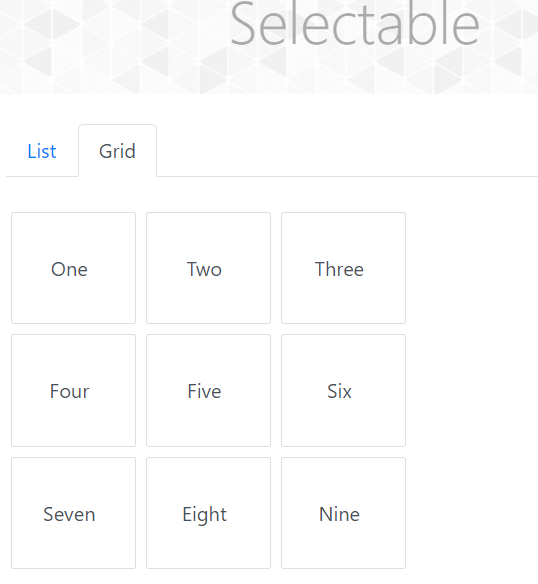 Selectable
List Grid
One Two Three
Four Five Six
Seven Eight Nine